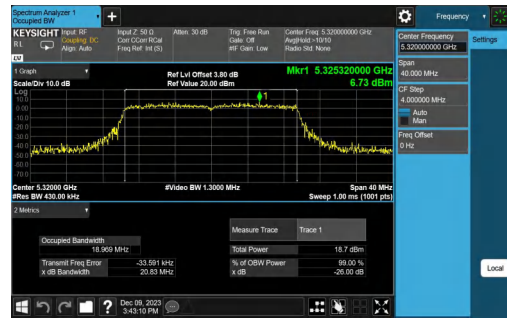 Spectrum Analyzer 1
Occupied BW
KEYSIGHT
RL
Input: RF
Coupling: DC
Align: Auto
Input Z: 50 Ω
Corr CCorr RCal
Freq Ref: Int (S)
Atten: 30 dB
Trig: Free Run
Gate: Off
#IF Gain: Low
Center Freq: 5.320000000 GHz
Avg|Hold:>10/10
Radio Std: None
LV
1 Graph
Scale/Div 10.0 dB
Ref Lvl Offset 3.80 dB
Ref Value 20.00 dBm
Mkr1 5.325320000 GHz
6.73 dBm
Log
10.0
0.00
-10.0
-20.0
-30.0
-40.0
-50.0
-60.0
-70.0
1
Center 5.32000 GHz
#Res BW 430.00 kHz
#Video BW 1.3000 MHz
Span 40 MHz
Sweep 1.00 ms (1001 pts)
2 Metrics
Measure Trace
Trace 1
Occupied Bandwidth
18.969 MHz
Total Power
18.7 dBm
Transmit Freq Error
-33.591 kHz
% of OBW Power
99.00 %
x dB Bandwidth
20.83 MHz
x dB
-26.00 dB
Dec 09, 2023
3:43:10 PM
Frequency
Center Frequency
5.320000000 GHz
Settings
Span
40.000 MHz
CF Step
4.000000 MHz
Auto
Man
Freq Offset
0 Hz
Local